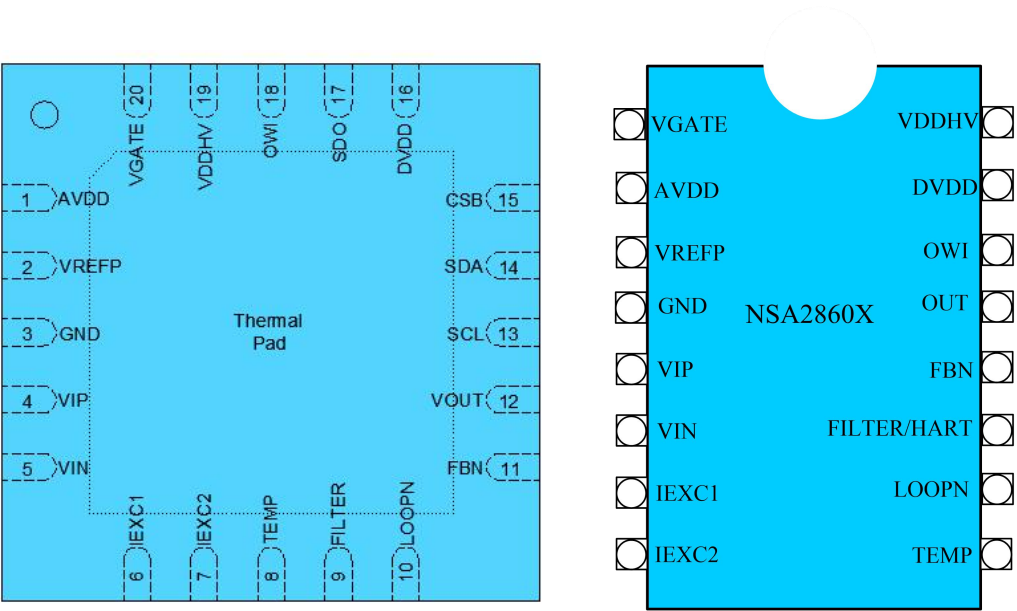 20 19 18 17 16
VGATE VDDHV OWI SDO DVDD
1 AVDD
2 VREFP
3 GND
4 VIP
5 VIN
Thermal
Pad
CSB 15
SDA 14
SCL 13
VOUT 12
FBN 11
IEXC1 IEXC2 TEMP FILTER LOOPN
6 7 8 9 10
VGATE VDDHV
AVDD DVDD
VREFP OWI
GND OUT
NSA2860X
VIP FBN
VIN FILTER/HART
IEXC1 LOOPN
IEXC2 TEMP